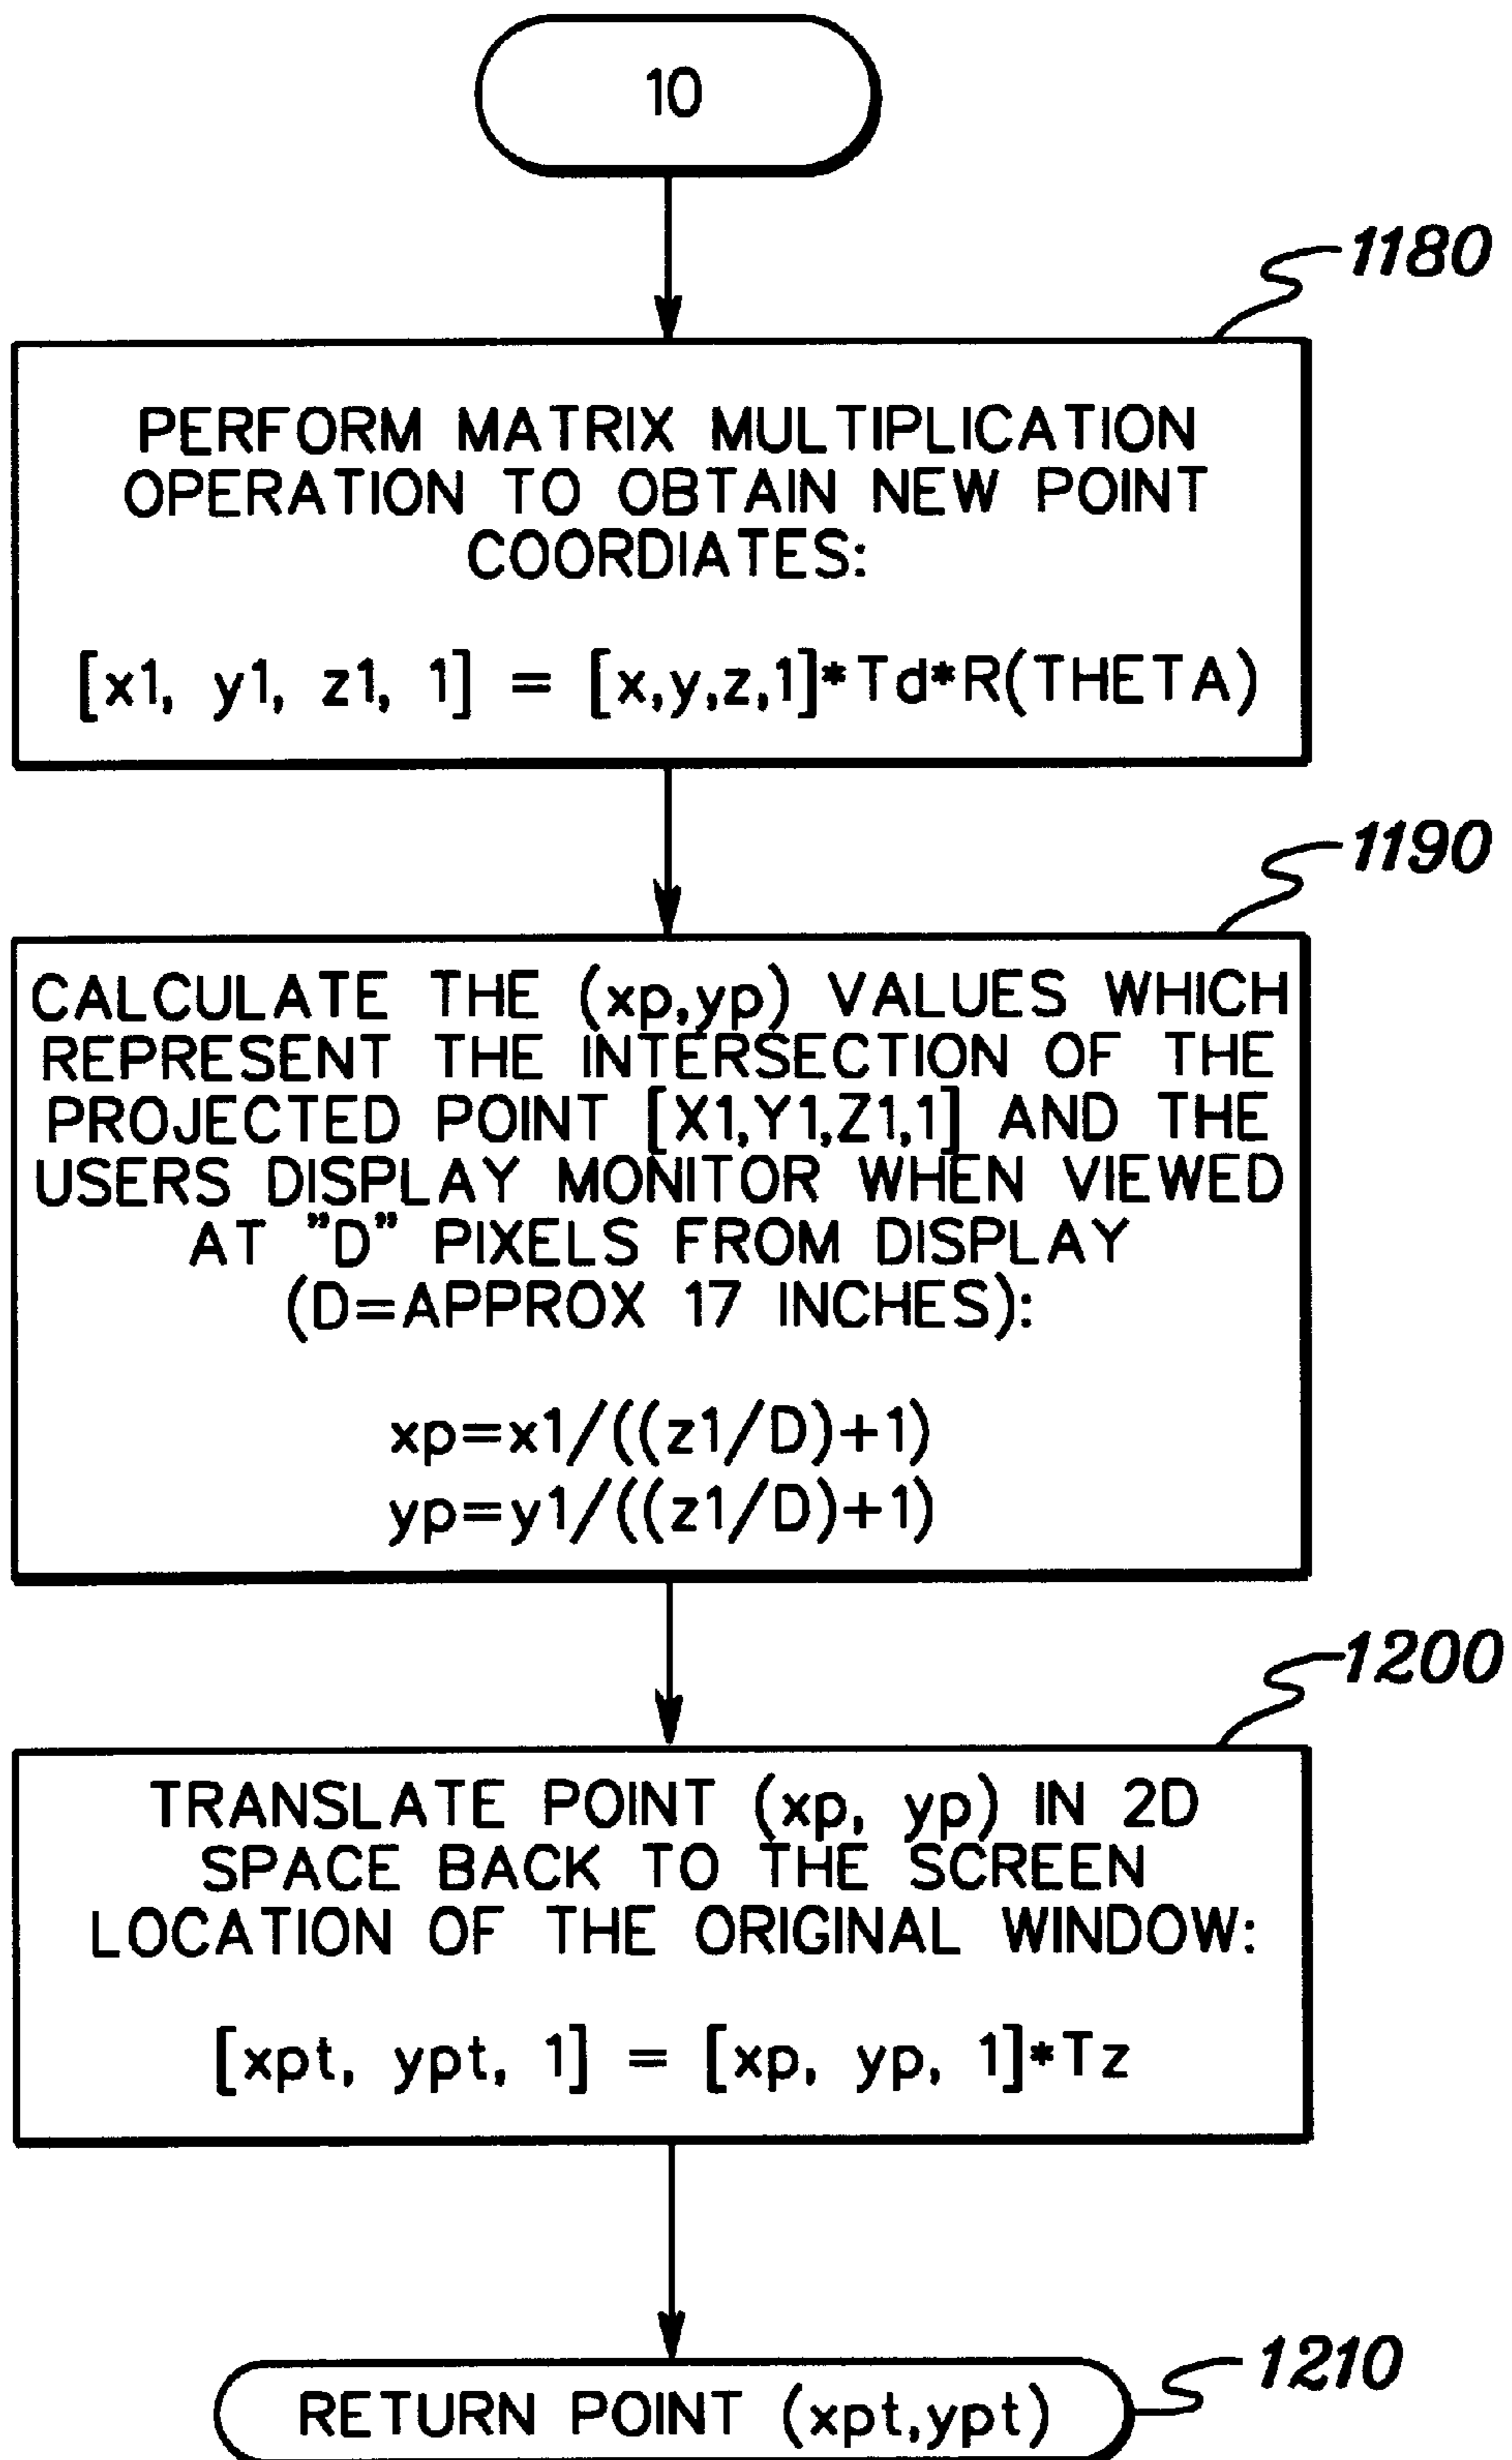 10
1180
PERFORM MATRIX MULTIPLICATION
OPERATION TO OBTAIN NEW POINT
COORDIATES:
[x1, y1, z1, 1] = [x,y,z,1]*Td*R(THETA)
1190
CALCULATE THE (xp,yp) VALUES WHICH
REPRESENT THE INTERSECTION OF THE
PROJECTED POINT [X1,Y1,Z1,1] AND THE
USERS DISPLAY MONITOR WHEN VIEWED
AT "D" PIXELS FROM DISPLAY
(D=APPROX 17 INCHES):
xp=x1/((z1/D)+1)
yp=y1/((z1/D)+1)
1200
TRANSLATE POINT (xp, yp) IN 2D
SPACE BACK TO THE SCREEN
LOCATION OF THE ORIGINAL WINDOW:
[xpt, ypt, 1] = [xp, yp, 1]*Tz
1210
RETURN POINT (xpt,ypt)